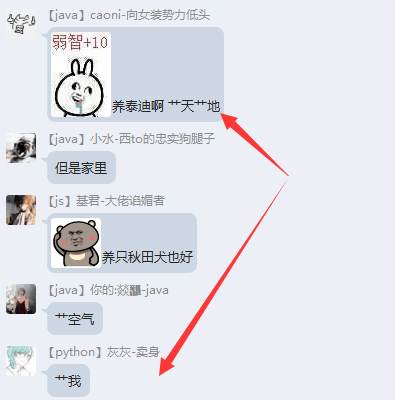 【java】caoni-向女装势力低头
弱智+10
养泰迪啊 艹天艹地
【java】小水-西to的忠实狗腿子
但是家里
【js】基君-大佬谄媚者
养只秋田犬也好
【java】你的:燚-java
艹空气
【python】灰灰-卖身
艹我